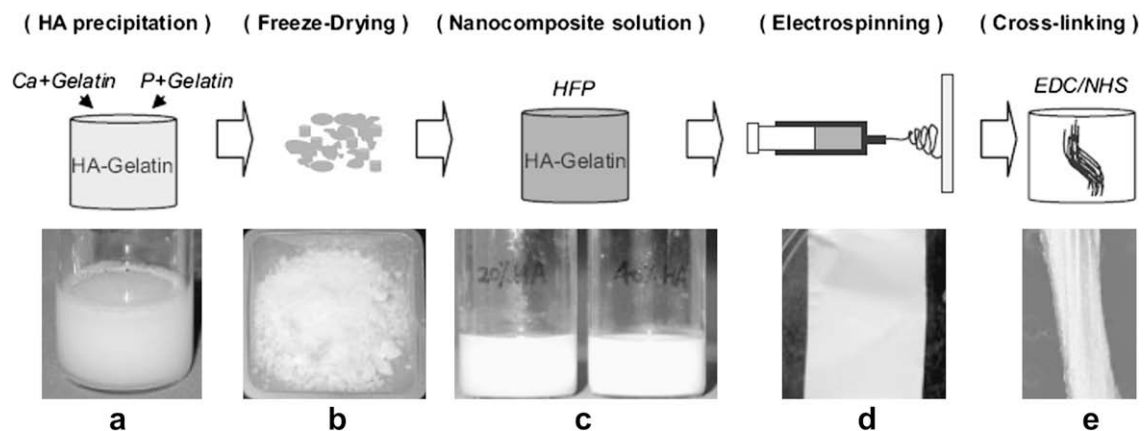 ( HA precipitation )
( Freeze-Drying )
( Nanocomposite solution )
( Electrospinning )
( Cross-linking )
Ca+Gelatin
P+Gelatin
HFP
EDC/NHS
HA-Gelatin
HA-Gelatin
20% HA
40% HA
a
b
c
d
e